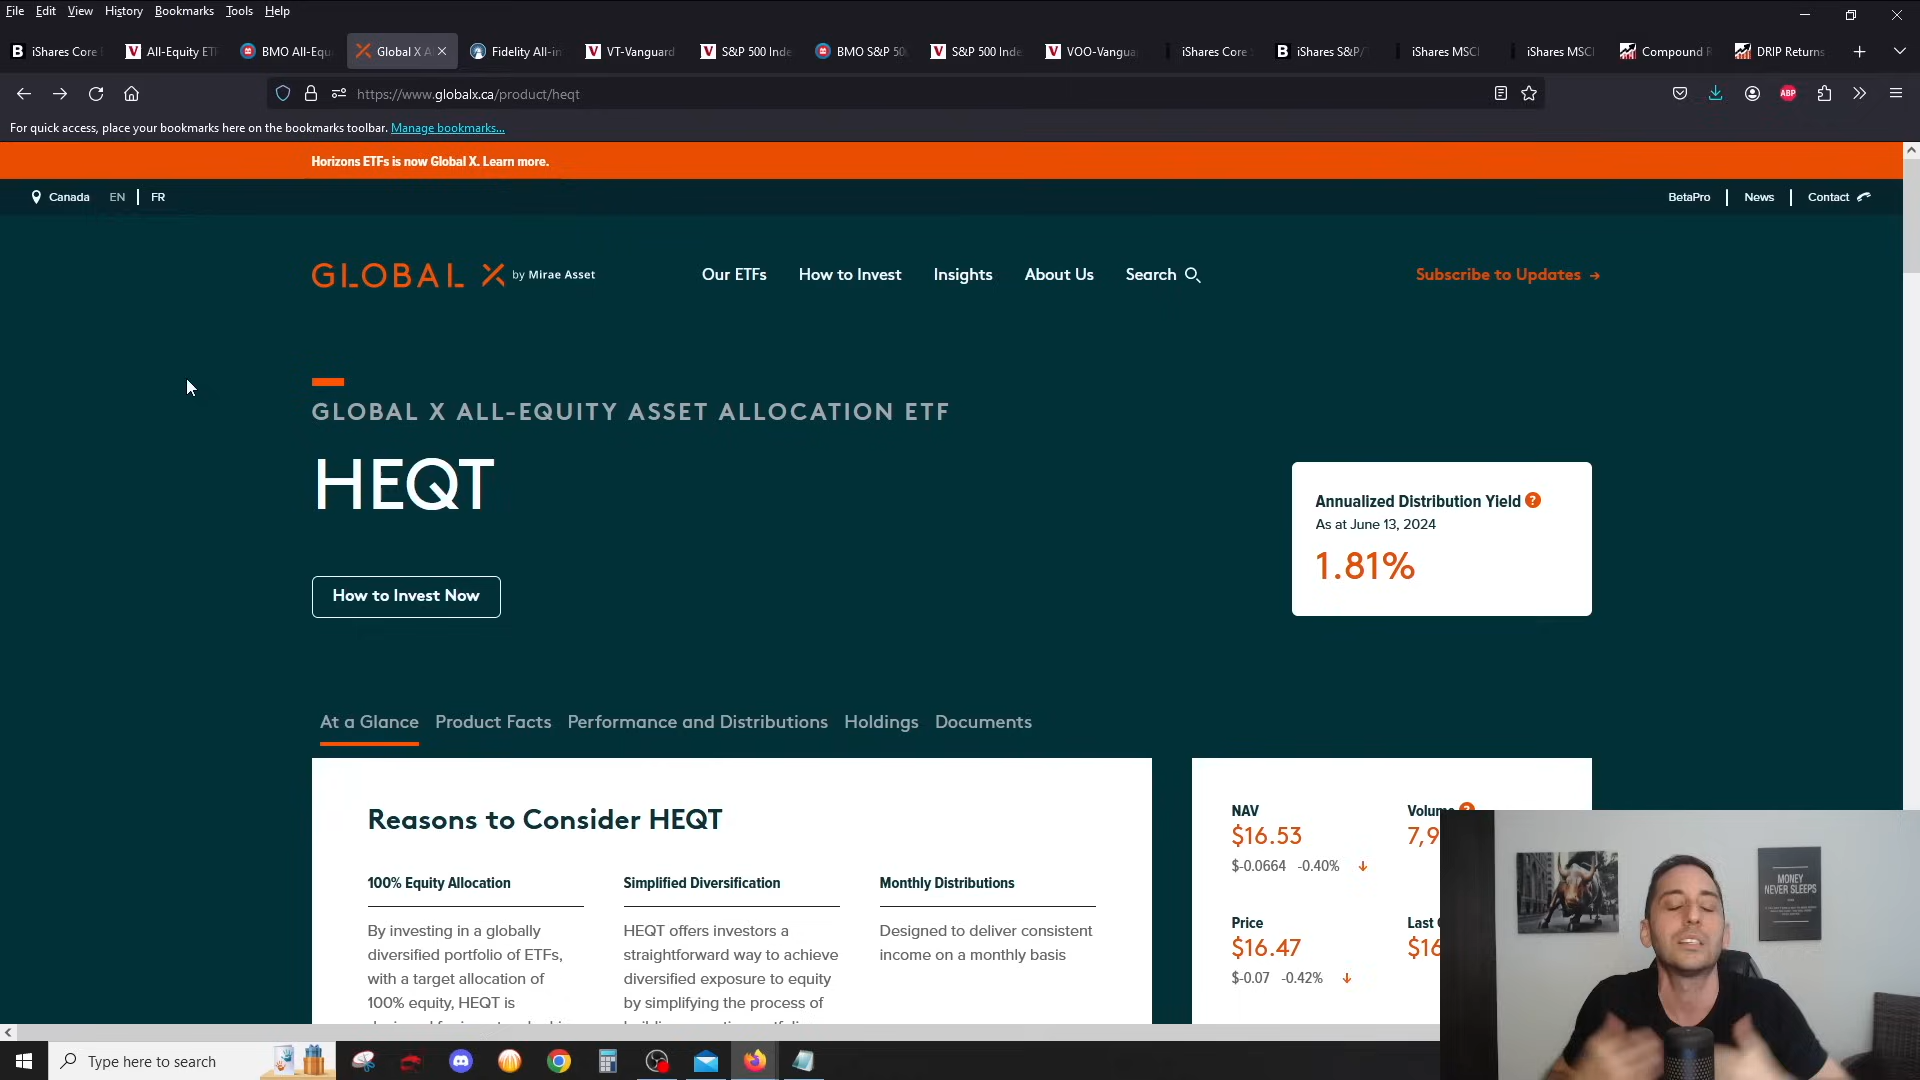 File Edit View History Bookmarks Tools Help
iShares Core All-Equity ET BMO All-Equ Global X A Fidelity All-in VT-Vanguard S&P 500 Inde BMO S&P 50 S&P 500 Inde VOO-Vangua iShares Core iShares S&P/ iShares MSC iShares MSC Compound R DRIP Returns
https://www.globalx.ca/product/heqt
ABP
For quick access, place your bookmarks here on the bookmarks toolbar. Manage bookmarks...
Horizons ETFs is now Global X. Learn more.
Canada EN FR BetaPro News Contact
GLOBAL X by Mirae Asset Our ETFs How to Invest Insights About Us Search Subscribe to Updates →
GLOBAL X ALL-EQUITY ASSET ALLOCATION ETF
HEQT
Annualized Distribution Yield ?
As at June 13, 2024
1.81%
How to Invest Now
At a Glance Product Facts Performance and Distributions Holdings Documents
Reasons to Consider HEQT
100% Equity Allocation
By investing in a globally
diversified portfolio of ETFs,
with a target allocation of
100% equity, HEQT is
Simplified Diversification
HEQT offers investors a
straightforward way to achieve
diversified exposure to equity
by simplifying the process of
Monthly Distributions
Designed to deliver consistent
income on a monthly basis
NAV
$16.53
$-0.0664 -0.40%
Volume
7,9
Price
$16.47
$-0.07 -0.42%
Last
$16
MONEY
NEVER SLEEPS
Type here to search